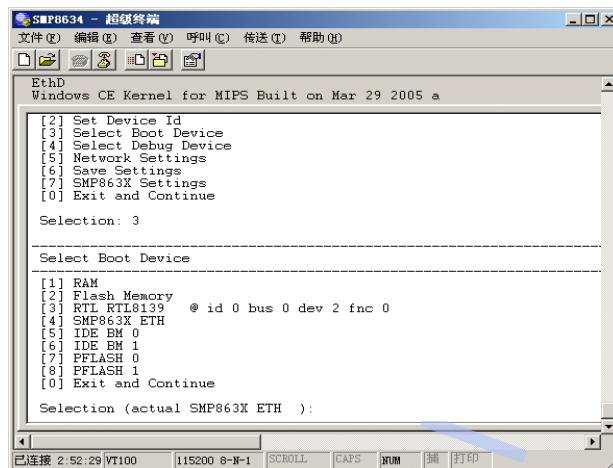 SMP8634 - 超级终端
文件(F) 编辑(E) 查看(V) 呼叫(C) 传送(T) 帮助(H)
EthD
Windows CE Kernel for MIPS Built on Mar 29 2005 a
[2] Set Device Id
[3] Select Boot Device
[4] Select Debug Device
[5] Network Settings
[6] Save Settings
[7] SMP863X Settings
[0] Exit and Continue
Selection: 3
Select Boot Device
[1] RAM
[2] Flash Memory
[3] RTL RTL8139 @ id 0 bus 0 dev 2 fnc 0
[4] SMP863X ETH
[5] IDE BM 0
[6] IDE BM 1
[7] PFLASH 0
[8] PFLASH 1
[0] Exit and Continue
Selection (actual SMP863X ETH ):
已连接 2:52:29 VT100 115200 8-N-1 SCROLL CAPS NUM 捕 打印